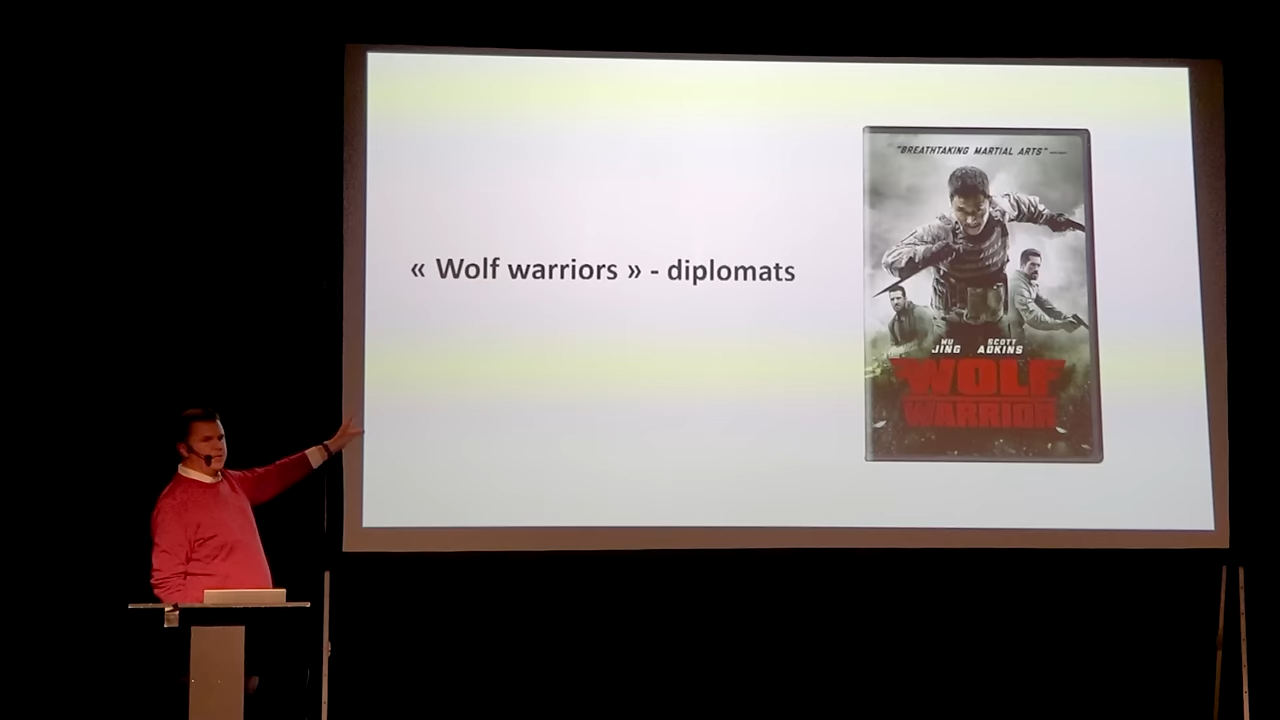 « Wolf warriors » - diplomats
"BREATHTAKING MARTIAL ARTS"
WU JING
SCOTT ADKINS
WOLF
WARRIOR